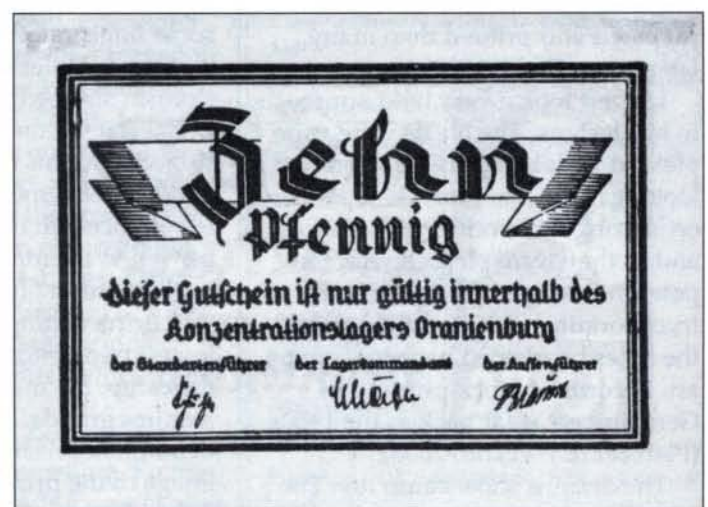 Zehn
Pfennig
dieser Gutschein ist nur gültig innerhalb des
Konzentrationslagers Oranienburg
der Standartenführer der Lagerkommandant der Kassenführer